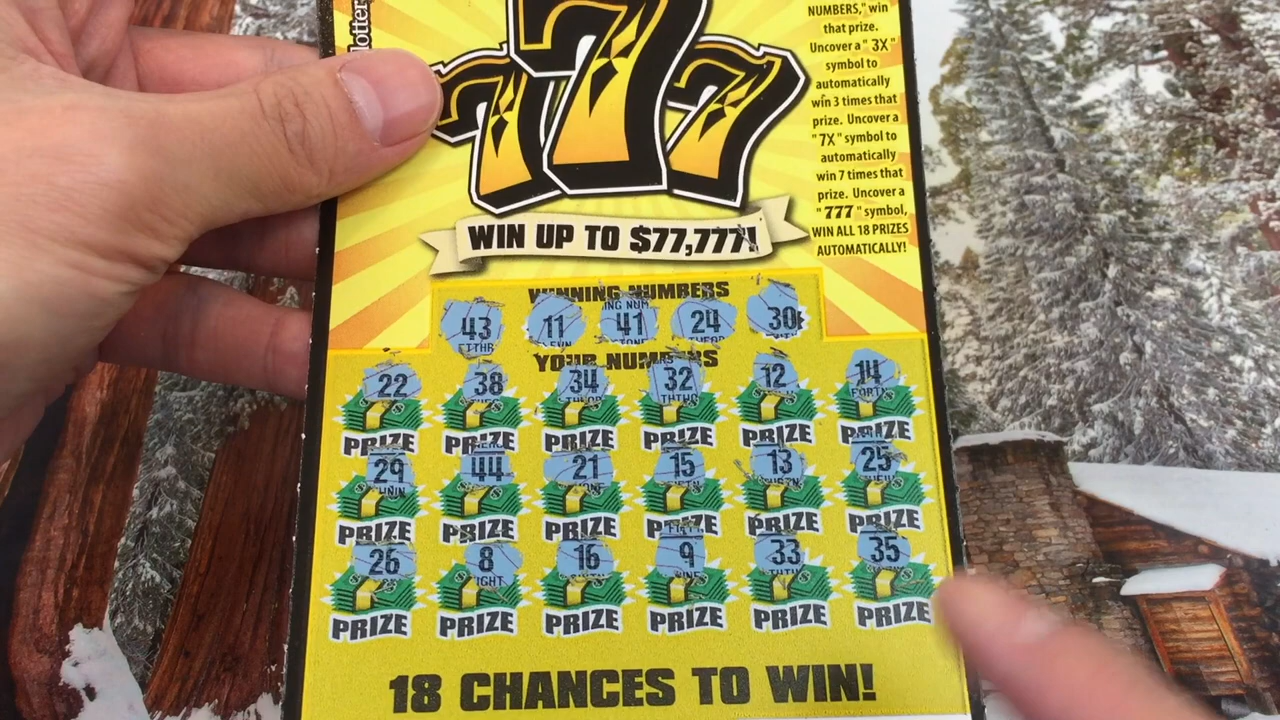 lotter
777
NUMBERS," win
that prize.
Uncover a "3X"
symbol to
automatically
win 3 times that
prize. Uncover a
"7X" symbol to
automatically
win 7 times that
prize. Uncover a
"777" symbol,
WIN ALL 18 PRIZES
AUTOMATICALLY!
WIN UP TO $77,777!
WINNING NUMBERS
43 11 41 24 30
YOUR NUMBERS
22 38 34 32 12 14
PRIZE PRIZE PRIZE PRIZE PRIZE PRIZE
29 44 21 15 13 25
PRIZE PRIZE PRIZE PRIZE PRIZE PRIZE
26 8 16 9 33 35
PRIZE PRIZE PRIZE PRIZE PRIZE PRIZE
18 CHANCES TO WIN!